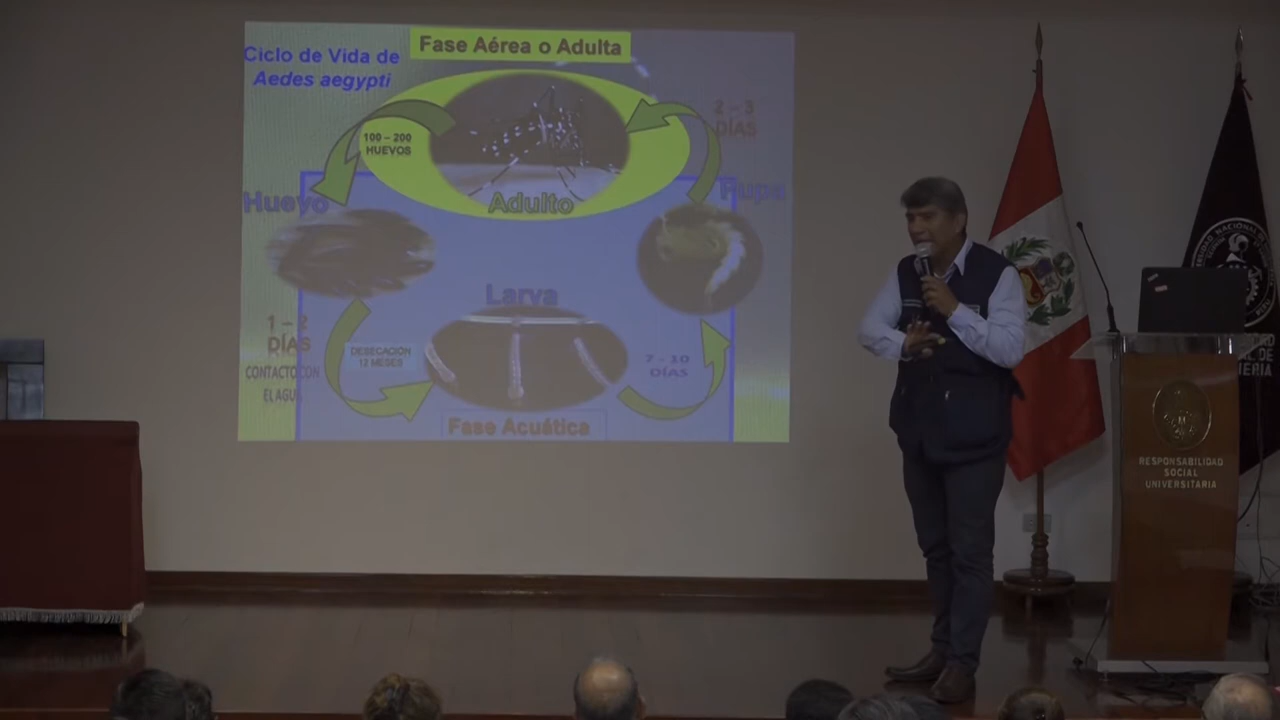 Ciclo de Vida de
Aedes aegypti
Fase Aérea o Adulta
100 – 200
HUEVOS
2 – 3
DÍAS
Huevo
Adulto
Pupa
Larva
1 – 2
DÍAS
CONTACTO CON
EL AGUA
DESECACIÓN
12 MESES
7 - 10
DÍAS
Fase Acuática
RESPONSABILIDAD
SOCIAL
UNIVERSITARIA